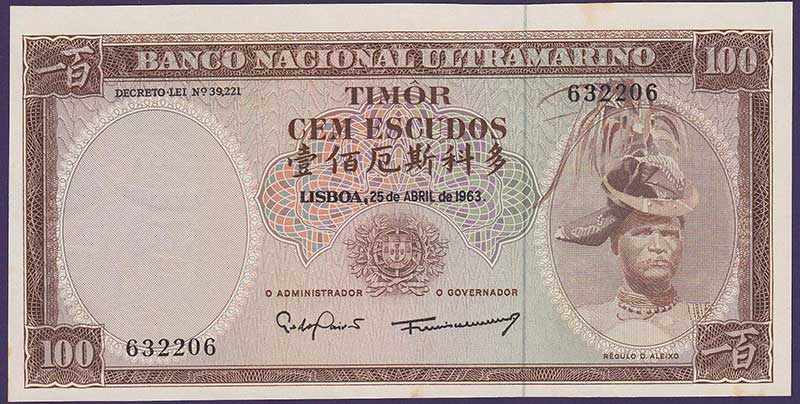 一百 BANCO NACIONAL ULTRAMARINO 100
DECRETO-LEI Nº 39,221
TIMÔR 632206
CEM ESCUDOS
壹佰厄斯科多
LISBOA, 25 de ABRIL de 1963.
O ADMINISTRADOR O GOVERNADOR
632206
RÉGULO D. ALEIXO
100 一百